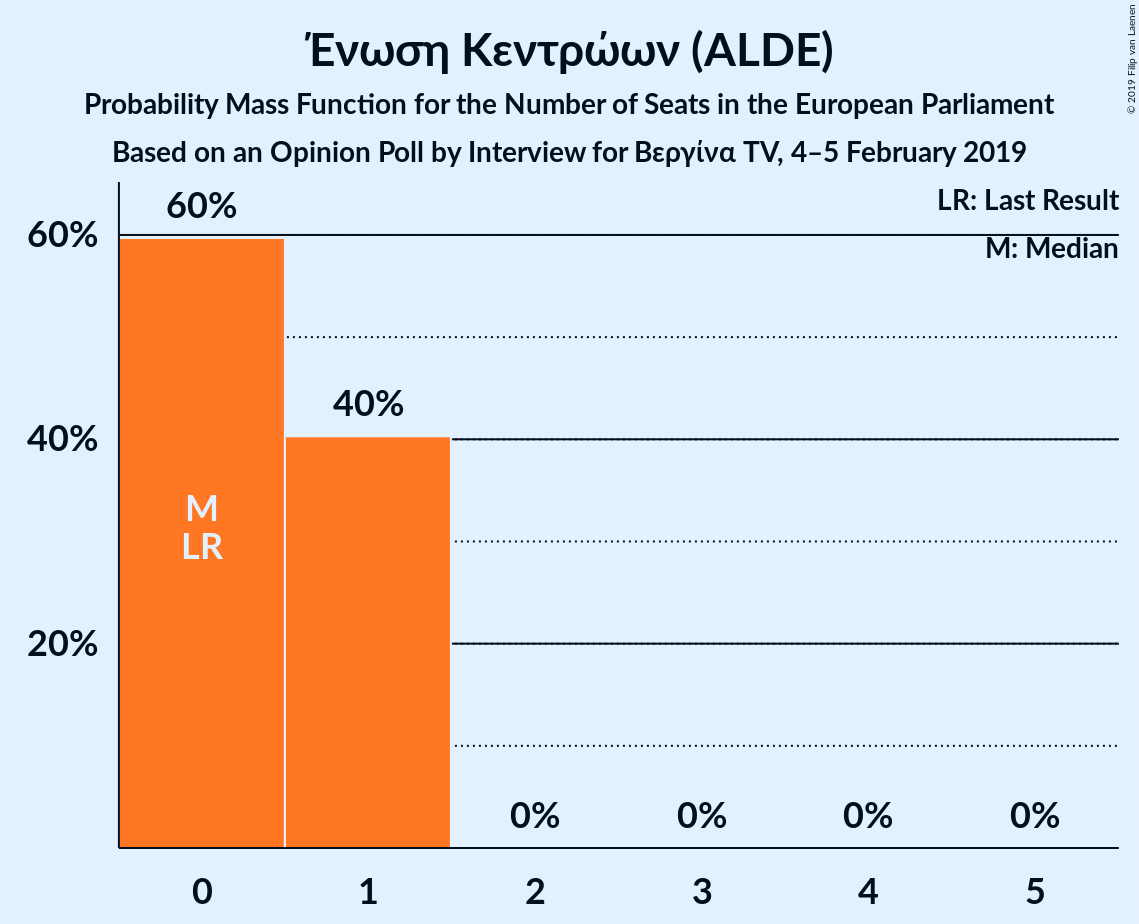 Ένωση Κεντρώων (ALDE)
Probability Mass Function for the Number of Seats in the European Parliament
Based on an Opinion Poll by Interview for Βεργίνα TV, 4–5 February 2019
© 2019 Filip van Laenen
LR: Last Result
M: Median
60%
60%
40%
40%
20%
M
LR
0%
0%
0%
0%
0
1
2
3
4
5